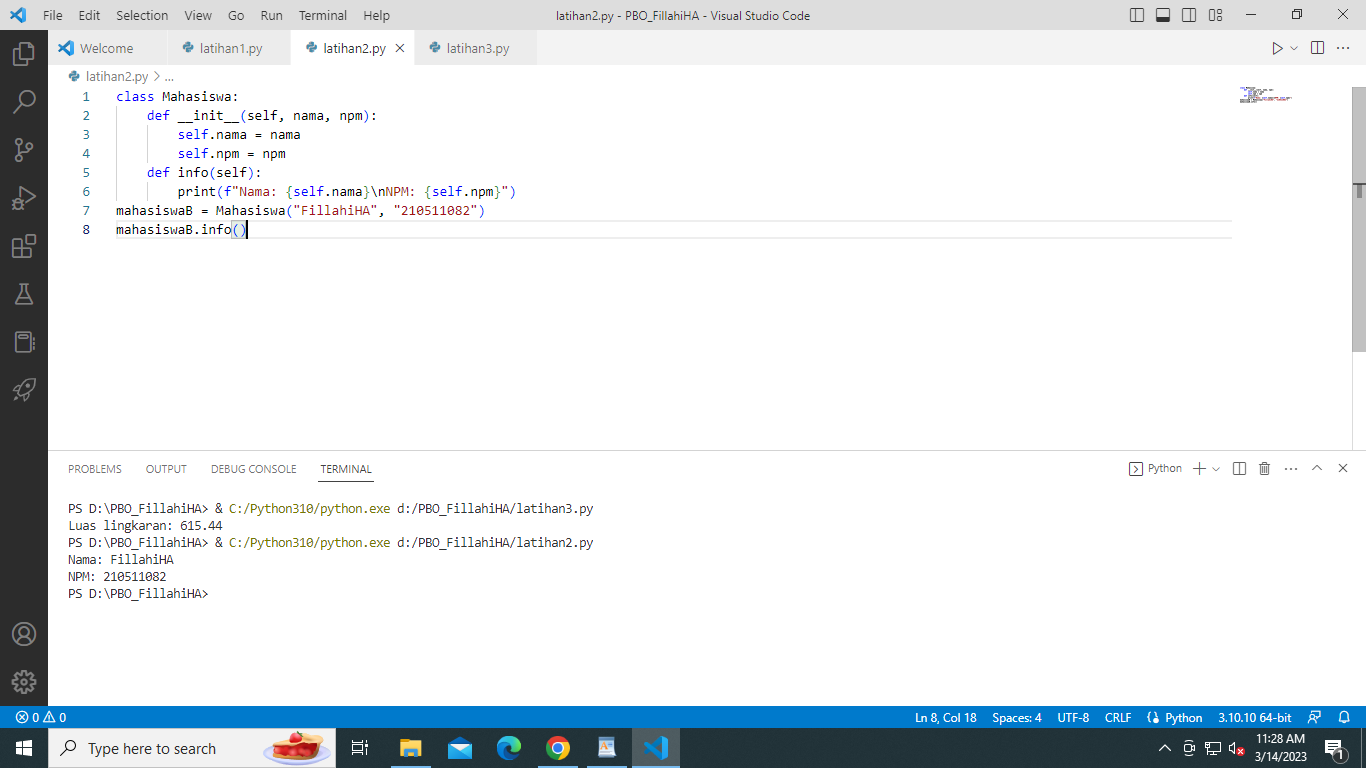 File Edit Selection View Go Run Terminal Help latihan2.py - PBO_FillahiHA - Visual Studio Code
Welcome latihan1.py latihan2.py latihan3.py
latihan2.py > ...
1 class Mahasiswa:
2     def __init__(self, nama, npm):
3         self.nama = nama
4         self.npm = npm
5     def info(self):
6         print(f"Nama: {self.nama}\nNPM: {self.npm}")
7 mahasiswaB = Mahasiswa("FillahiHA", "210511082")
8 mahasiswaB.info()
PROBLEMS OUTPUT DEBUG CONSOLE TERMINAL Python
PS D:\PBO_FillahiHA> & C:/Python310/python.exe d:/PBO_FillahiHA/latihan3.py
Luas lingkaran: 615.44
PS D:\PBO_FillahiHA> & C:/Python310/python.exe d:/PBO_FillahiHA/latihan2.py
Nama: FillahiHA
NPM: 210511082
PS D:\PBO_FillahiHA>
0 0 Ln 8, Col 18 Spaces: 4 UTF-8 CRLF Python 3.10.10 64-bit
Type here to search
11:28 AM
3/14/2023
1